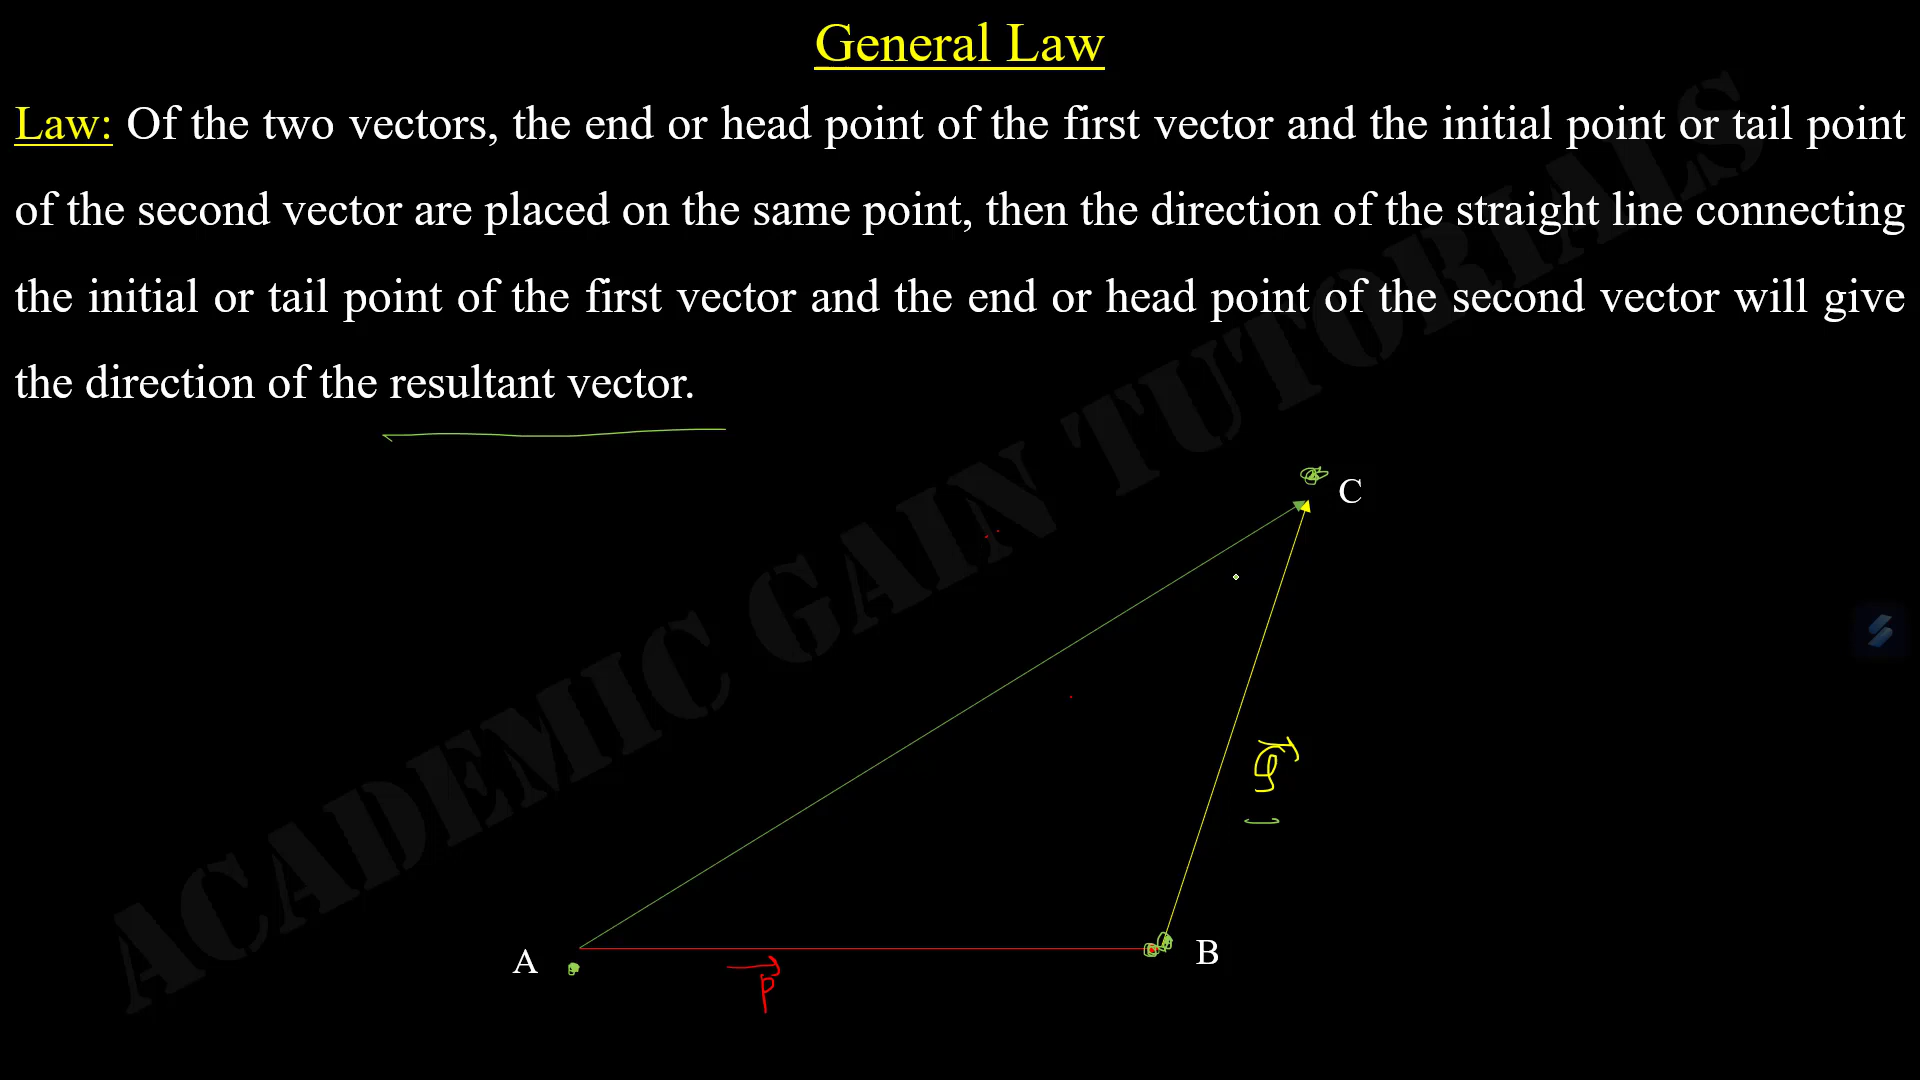 General Law
Law: Of the two vectors, the end or head point of the first vector and the initial point or tail point
of the second vector are placed on the same point, then the direction of the straight line connecting
the initial or tail point of the first vector and the end or head point of the second vector will give
the direction of the resultant vector.
C
A
B
P
ACADEMIC GAIN TUTORIALS